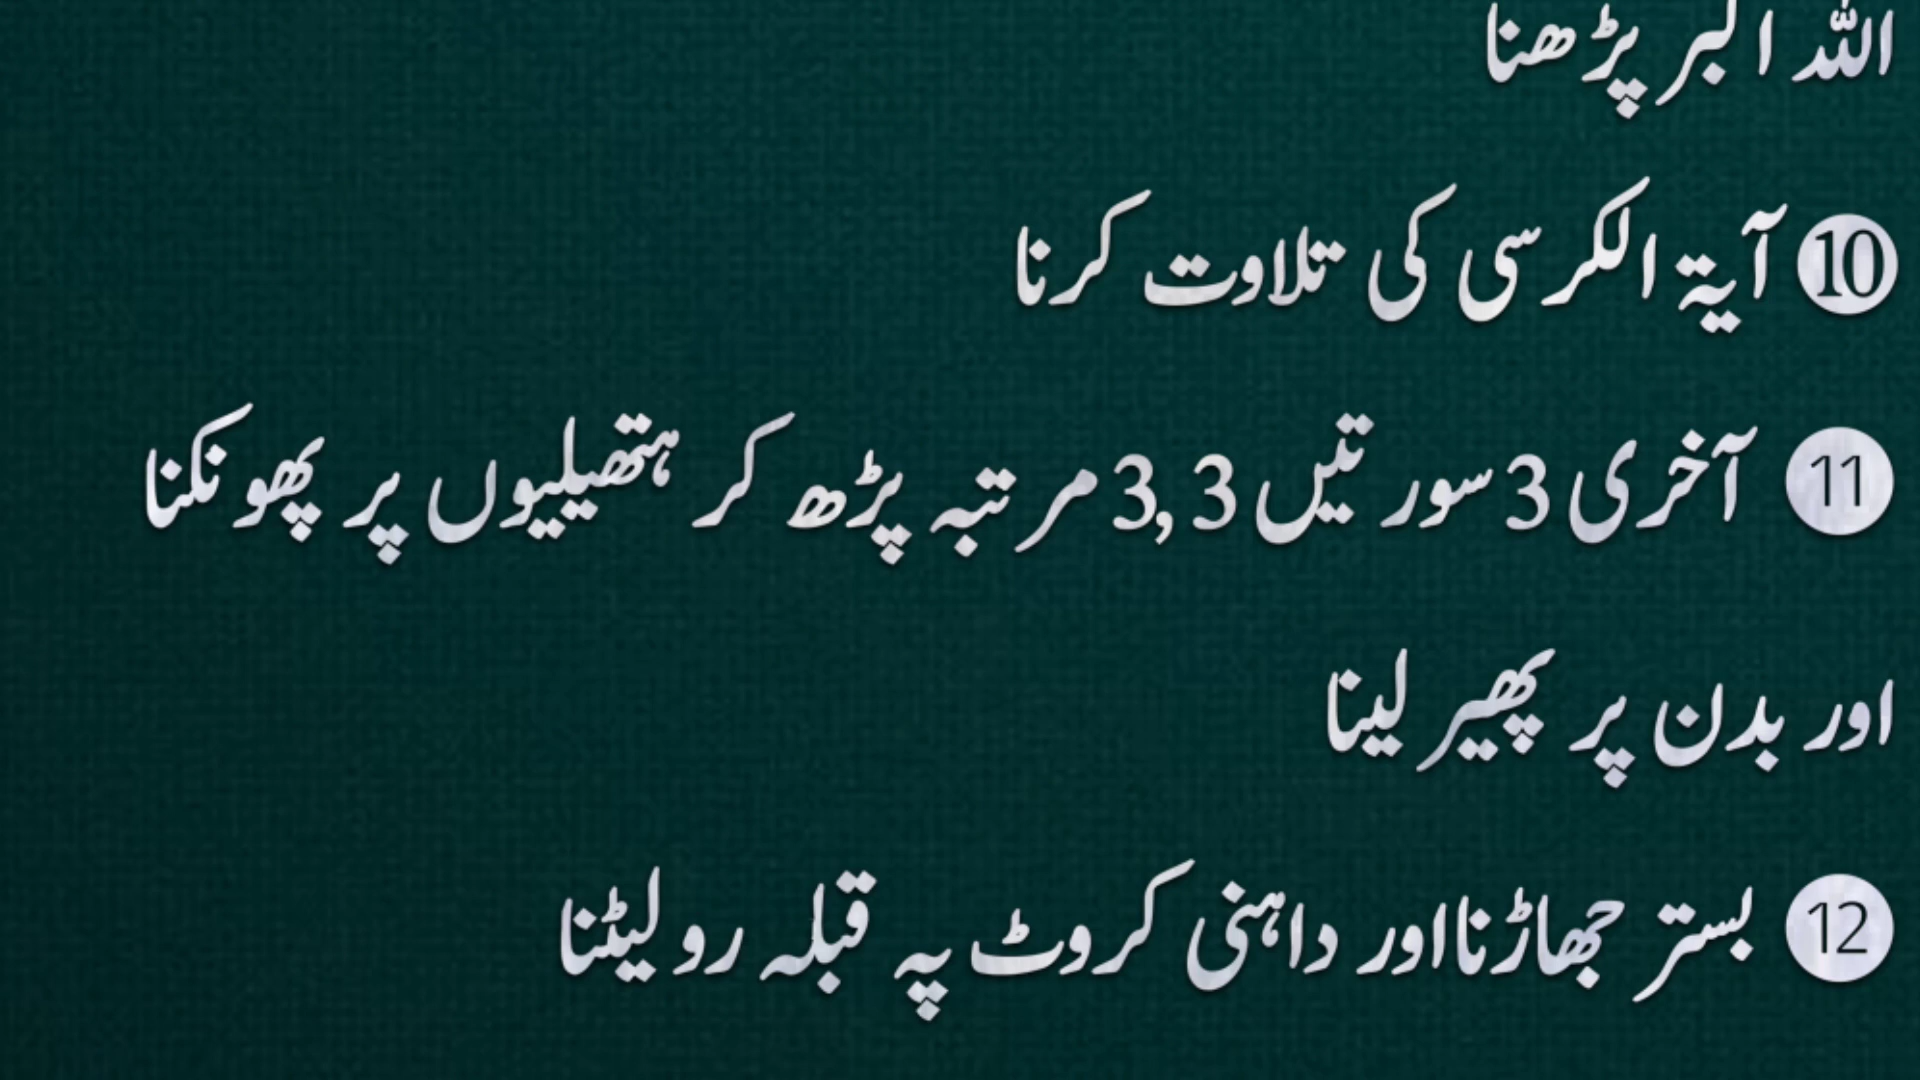 اللہ اکبر پڑھنا
10 آیۃ الکرسی کی تلاوت کرنا
11 آخری 3 سورتیں 3,3 مرتبہ پڑھ کر ہتھیلیوں پر پھونکنا
اور بدن پر پھیر لینا
12 بستر جھاڑنا اور داہنی کروٹ پہ قبلہ رو لیٹنا